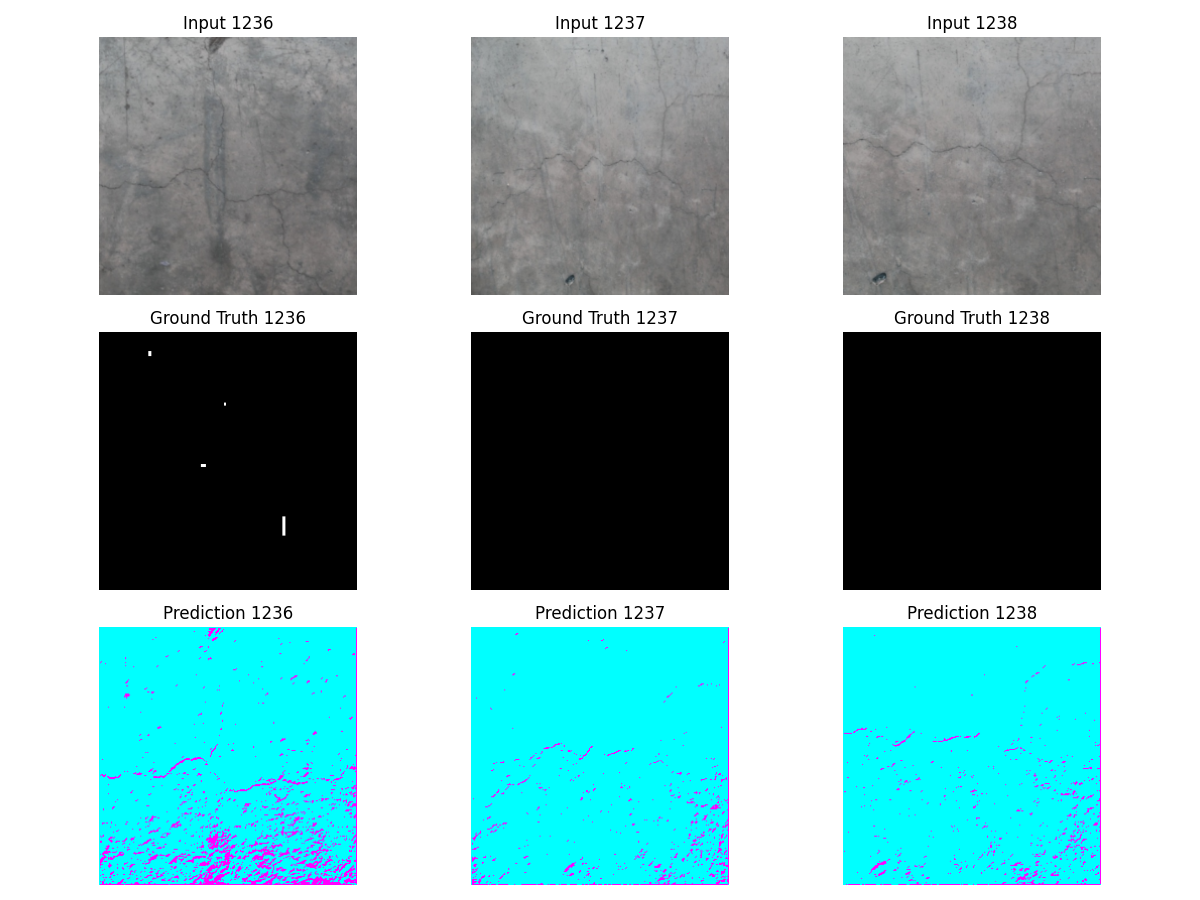 Input 1236
Input 1237
Input 1238
Ground Truth 1236
Ground Truth 1237
Ground Truth 1238
Prediction 1236
Prediction 1237
Prediction 1238